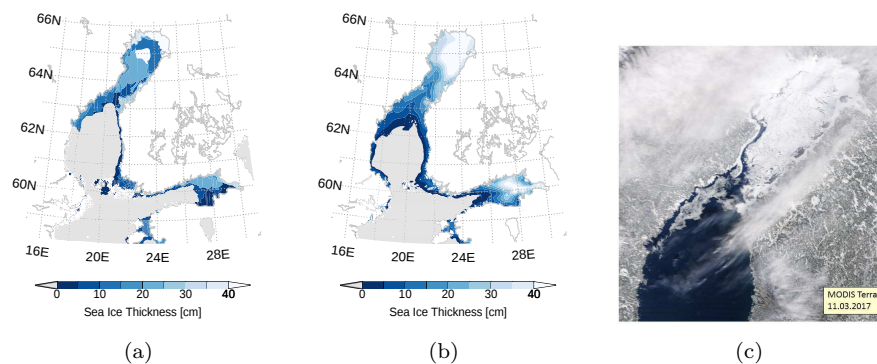 66N
64N
62N
60N
16E
20E
24E
28E
0 10 20 30 40
Sea Ice Thickness [cm]
(a)
66N
64N
62N
60N
16E
20E
24E
28E
0 10 20 30 40
Sea Ice Thickness [cm]
(b)
MODIS Terra
11.03.2017
(c)